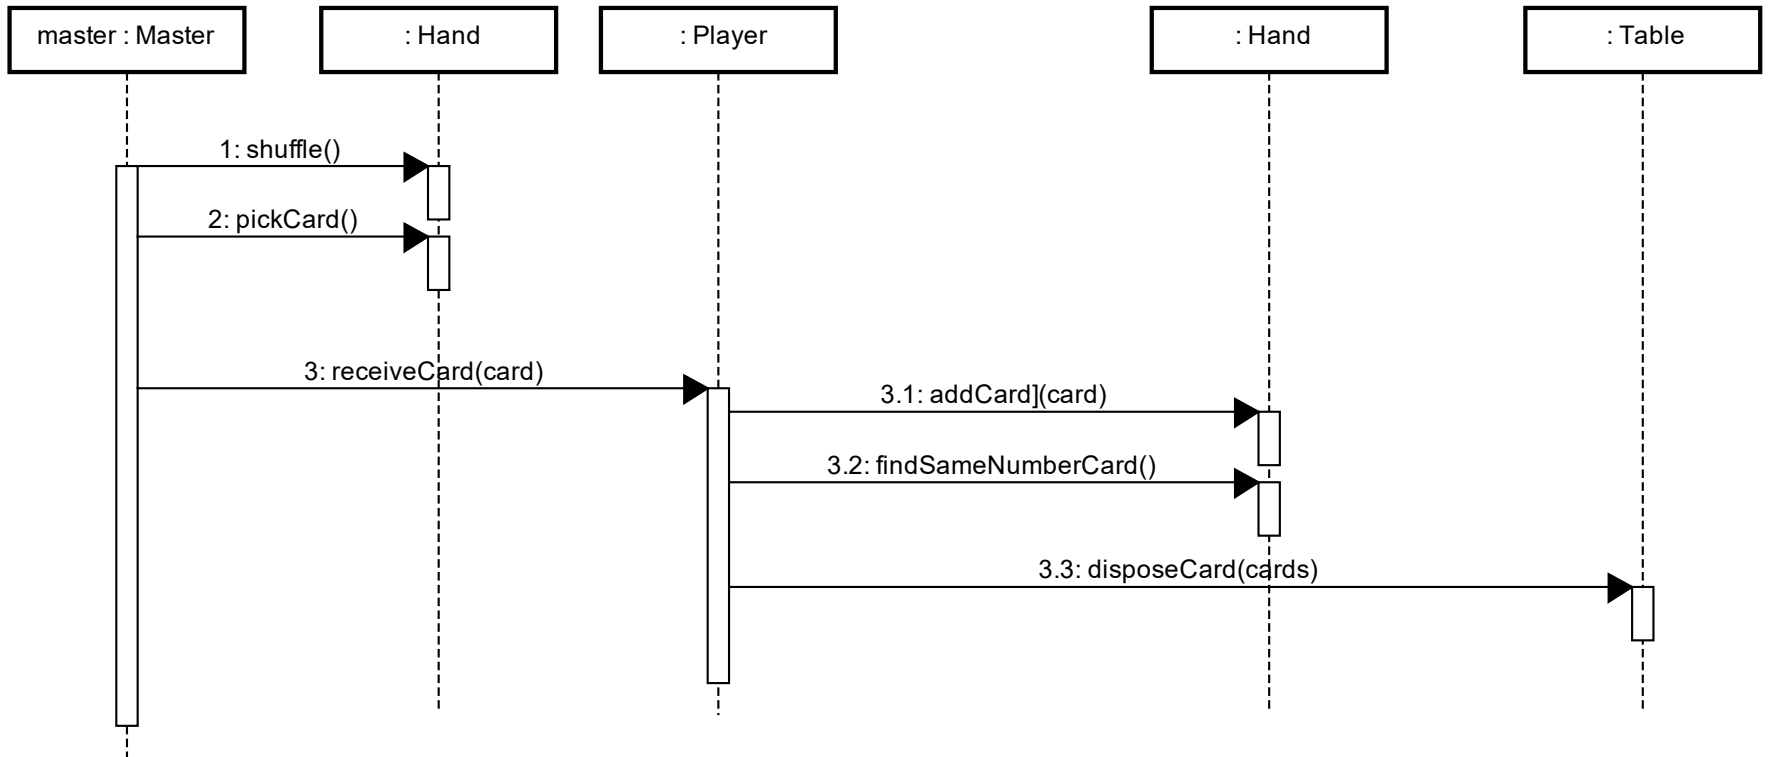 master : Master
: Hand
: Player
: Hand
: Table
1: shuffle()
2: pickCard()
3: receiveCard(card)
3.1: addCard](card)
3.2: findSameNumberCard()
3.3: disposeCard(cards)